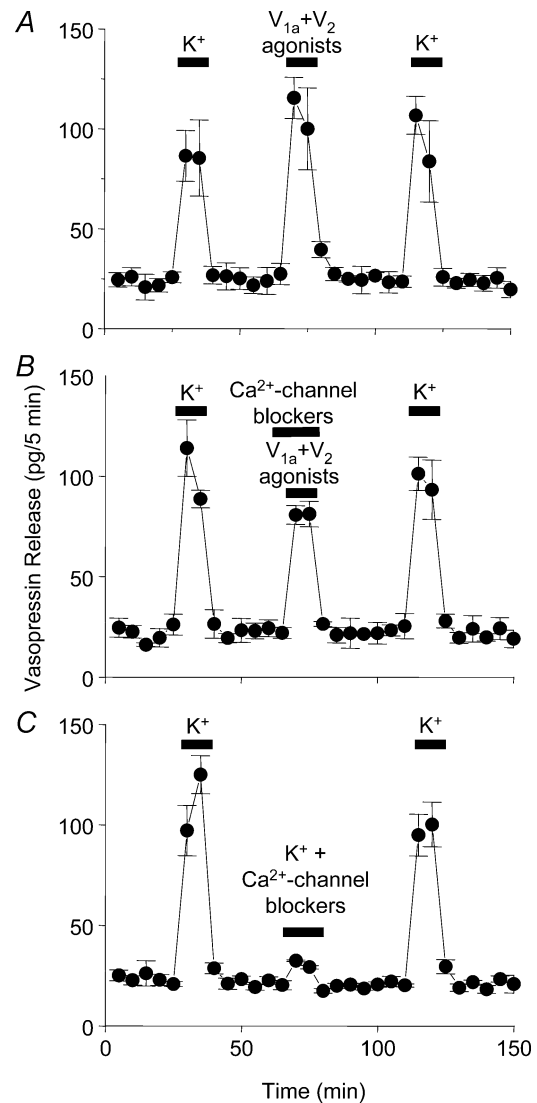 A
150
100
50
0
K⁺
V₁ₐ+V₂
agonists
K⁺
Vasopressin Release (pg/5 min)
B
150
100
50
0
K⁺
Ca²⁺-channel
blockers
V₁ₐ+V₂
agonists
K⁺
C
150
100
50
0
K⁺
K⁺ +
Ca²⁺-channel
blockers
K⁺
0 50 100 150
Time (min)